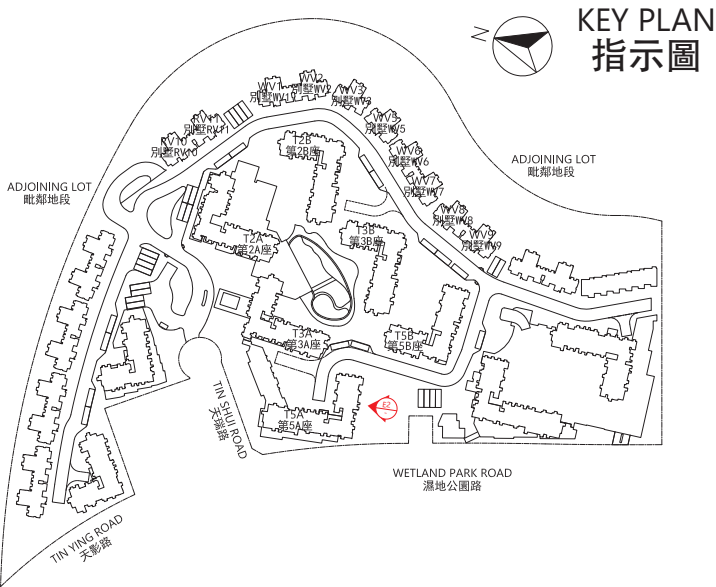 KEY PLAN
指示圖
N
WV1
別墅WV1
WV2
別墅WV2
WV3
別墅WV3
RV11
別墅RV11
WV5
別墅WV5
RV10
別墅RV10
T2B
第2B座
WV6
別墅WV6
ADJOINING LOT
毗鄰地段
WV7
別墅WV7
ADJOINING LOT
毗鄰地段
WV8
別墅WV8
T2A
第2A座
T3B
第3B座
WV9
別墅WV9
T3A
第3A座
T5B
第5B座
TIN SHUI ROAD
天瑞路
E2
T5A
第5A座
WETLAND PARK ROAD
濕地公園路
TIN YING ROAD
天影路